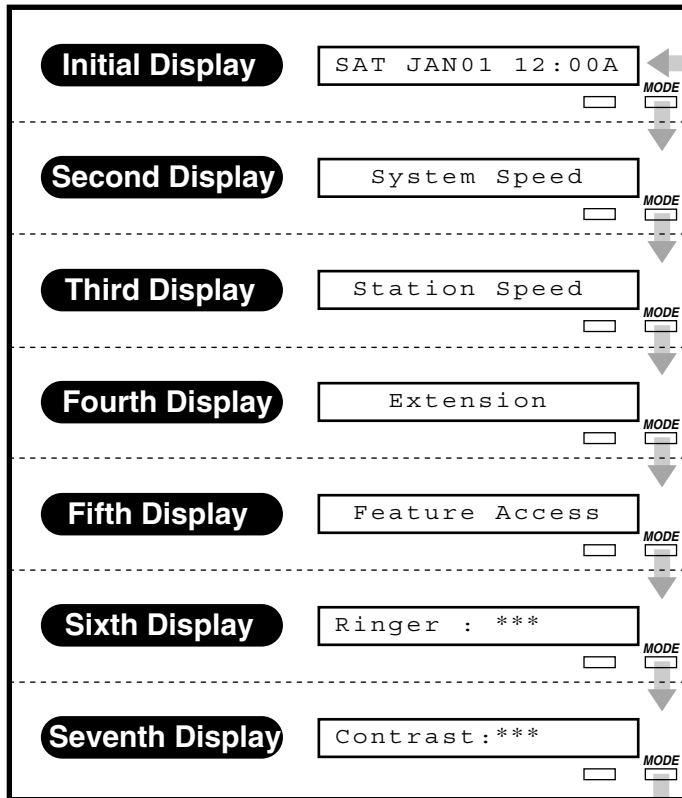 Initial Display
SAT JAN01 12:00A
MODE
Second Display
System Speed
MODE
Third Display
Station Speed
MODE
Fourth Display
Extension
MODE
Fifth Display
Feature Access
MODE
Sixth Display
Ringer : ***
MODE
Seventh Display
Contrast:***
MODE